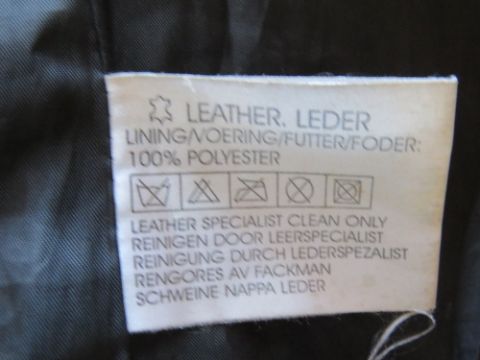 LEATHER. LEDER
LINING/VOERING/FUTTER/FODER:
100% POLYESTER
LEATHER SPECIALIST CLEAN ONLY
REINIGEN DOOR LEERSPECIALIST
REINIGUNG DURCH LEDERSPEZALIST
RENGORES AV FACKMAN
SCHWEINE NAPPA LEDER